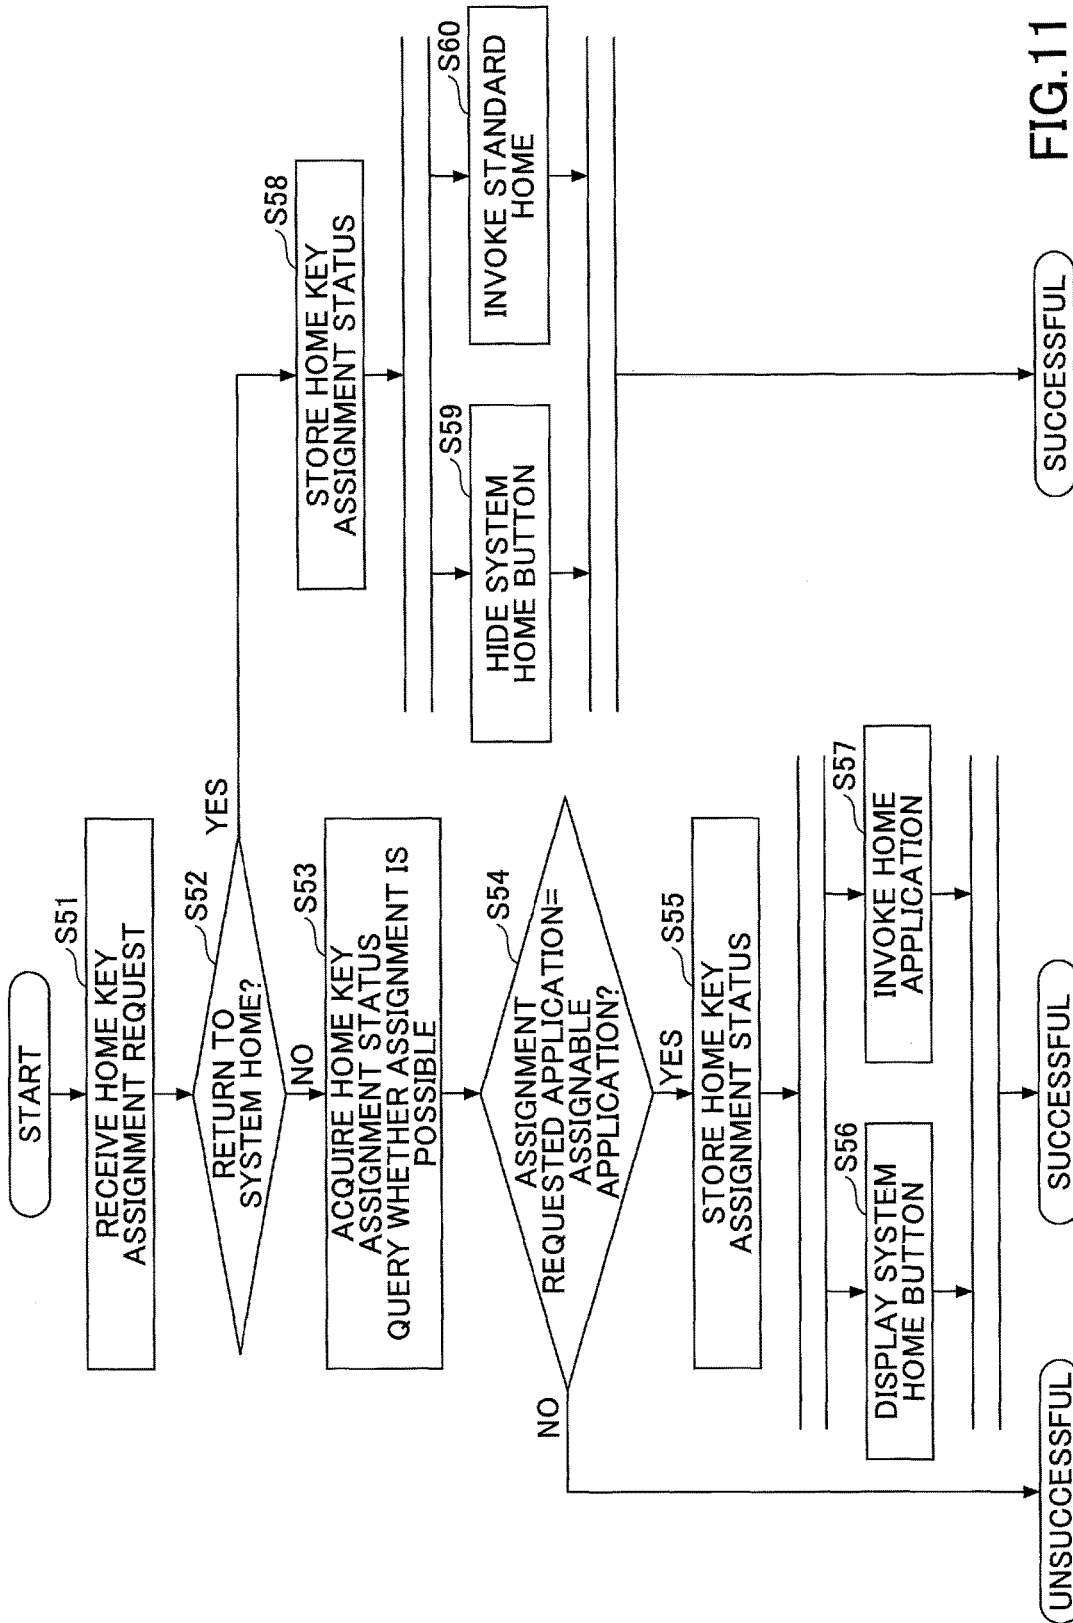 START
S51
RECEIVE HOME KEY
ASSIGNMENT REQUEST
S52
RETURN TO
SYSTEM HOME?
YES
NO
S53
ACQUIRE HOME KEY
ASSIGNMENT STATUS
QUERY WHETHER ASSIGNMENT IS
POSSIBLE
S54
ASSIGNMENT
REQUESTED APPLICATION=
ASSIGNABLE
APPLICATION?
NO
YES
S55
STORE HOME KEY
ASSIGNMENT STATUS
S56
DISPLAY SYSTEM
HOME BUTTON
S57
INVOKE HOME
APPLICATION
S58
STORE HOME KEY
ASSIGNMENT STATUS
S59
HIDE SYSTEM
HOME BUTTON
S60
INVOKE STANDARD
HOME
UNSUCCESSFUL
SUCCESSFUL
SUCCESSFUL
FIG.11